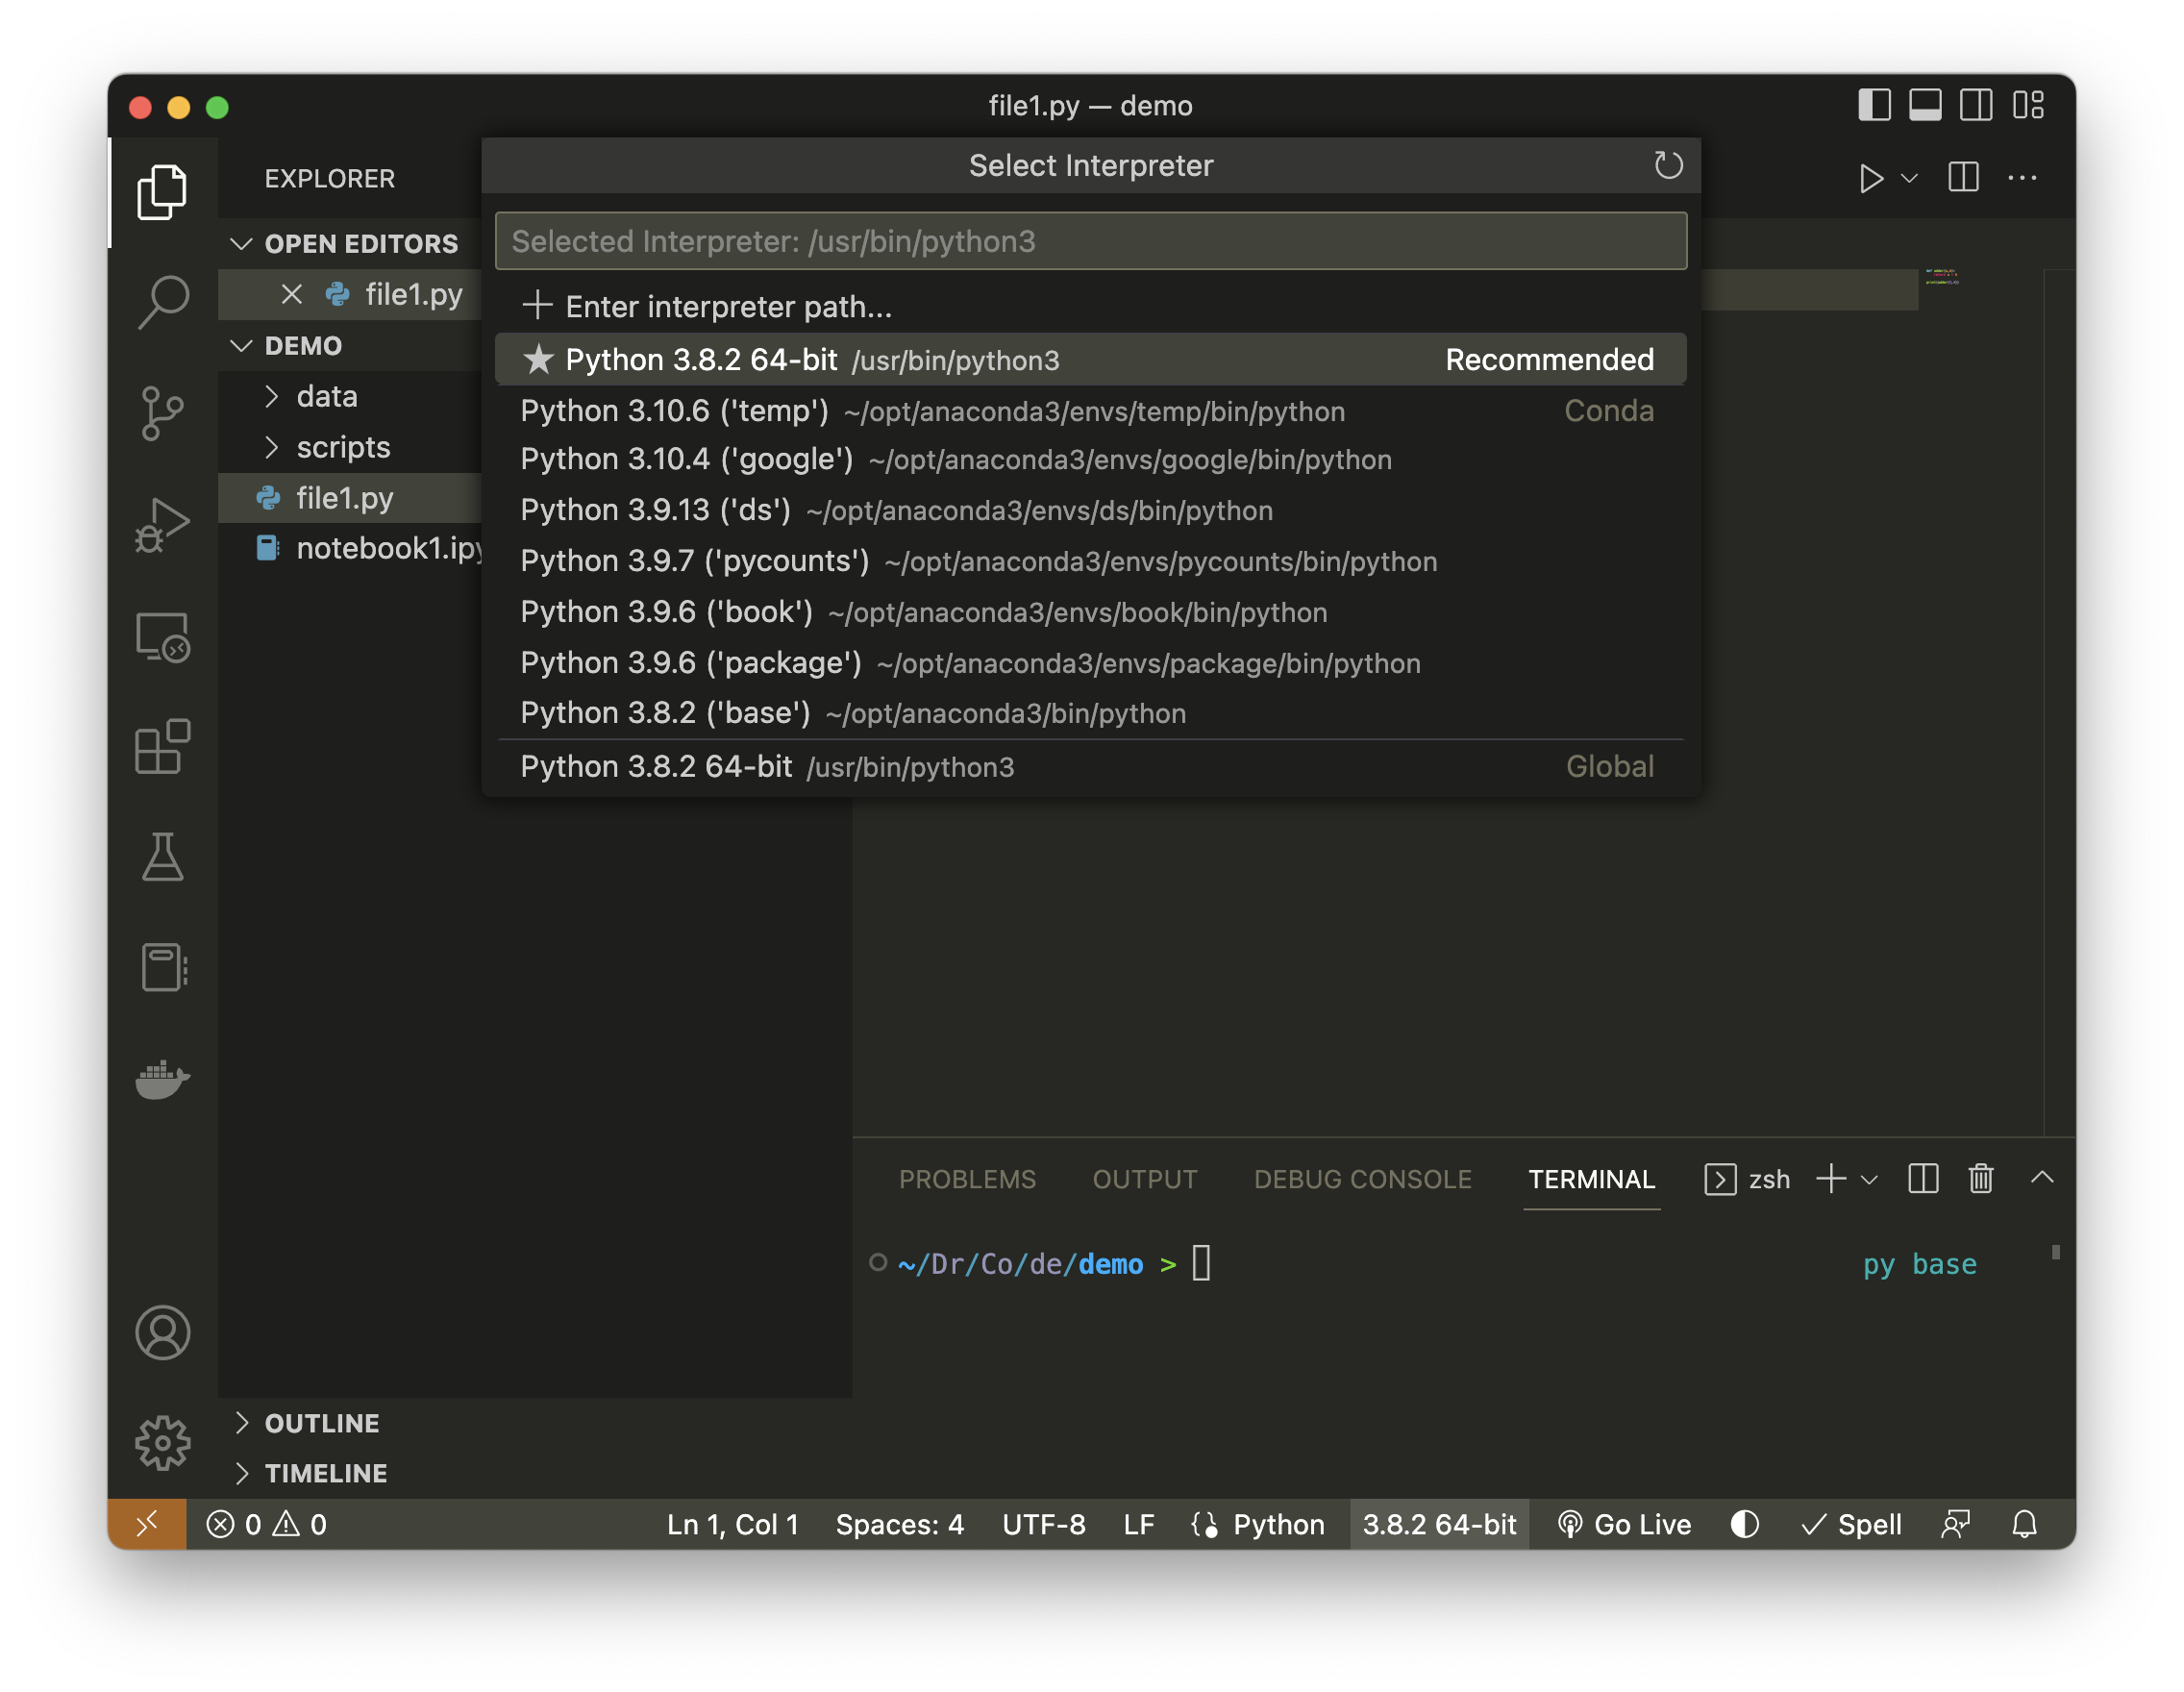 file1.py — demo
EXPLORER
Select Interpreter
Selected Interpreter: /usr/bin/python3
OPEN EDITORS
file1.py
Enter interpreter path...
DEMO
Python 3.8.2 64-bit /usr/bin/python3 Recommended
data
Python 3.10.6 ('temp') ~/opt/anaconda3/envs/temp/bin/python Conda
scripts
Python 3.10.4 ('google') ~/opt/anaconda3/envs/google/bin/python
file1.py
Python 3.9.13 ('ds') ~/opt/anaconda3/envs/ds/bin/python
notebook1.ipy
Python 3.9.7 ('pycounts') ~/opt/anaconda3/envs/pycounts/bin/python
Python 3.9.6 ('book') ~/opt/anaconda3/envs/book/bin/python
Python 3.9.6 ('package') ~/opt/anaconda3/envs/package/bin/python
Python 3.8.2 ('base') ~/opt/anaconda3/bin/python
Python 3.8.2 64-bit /usr/bin/python3 Global
PROBLEMS OUTPUT DEBUG CONSOLE TERMINAL zsh
~/Dr/Co/de/demo > py base
OUTLINE
TIMELINE
0 0 Ln 1, Col 1 Spaces: 4 UTF-8 LF Python 3.8.2 64-bit Go Live Spell